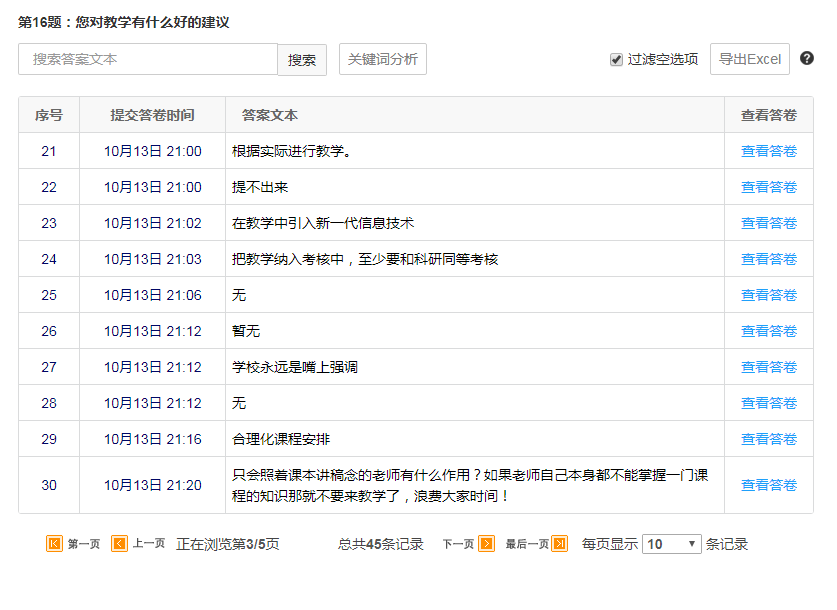 第16题：您对教学有什么好的建议
搜索答案文本 搜索 关键词分析 过滤空选项 导出Excel ?
序号 提交答卷时间 答案文本 查看答卷
21 10月13日 21:00 根据实际进行教学。 查看答卷
22 10月13日 21:00 提不出来 查看答卷
23 10月13日 21:02 在教学中引入新一代信息技术 查看答卷
24 10月13日 21:03 把教学纳入考核中，至少要和科研同等考核 查看答卷
25 10月13日 21:06 无 查看答卷
26 10月13日 21:12 暂无 查看答卷
27 10月13日 21:12 学校永远是嘴上强调 查看答卷
28 10月13日 21:12 无 查看答卷
29 10月13日 21:16 合理化课程安排 查看答卷
30 10月13日 21:20 只会照着课本讲稿念的老师有什么作用？如果老师自己本身都不能掌握一门课 查看答卷
程的知识那就不要来教学了，浪费大家时间！
第一页 上一页 正在浏览第3/5页 总共45条记录 下一页 最后一页 每页显示 10 条记录